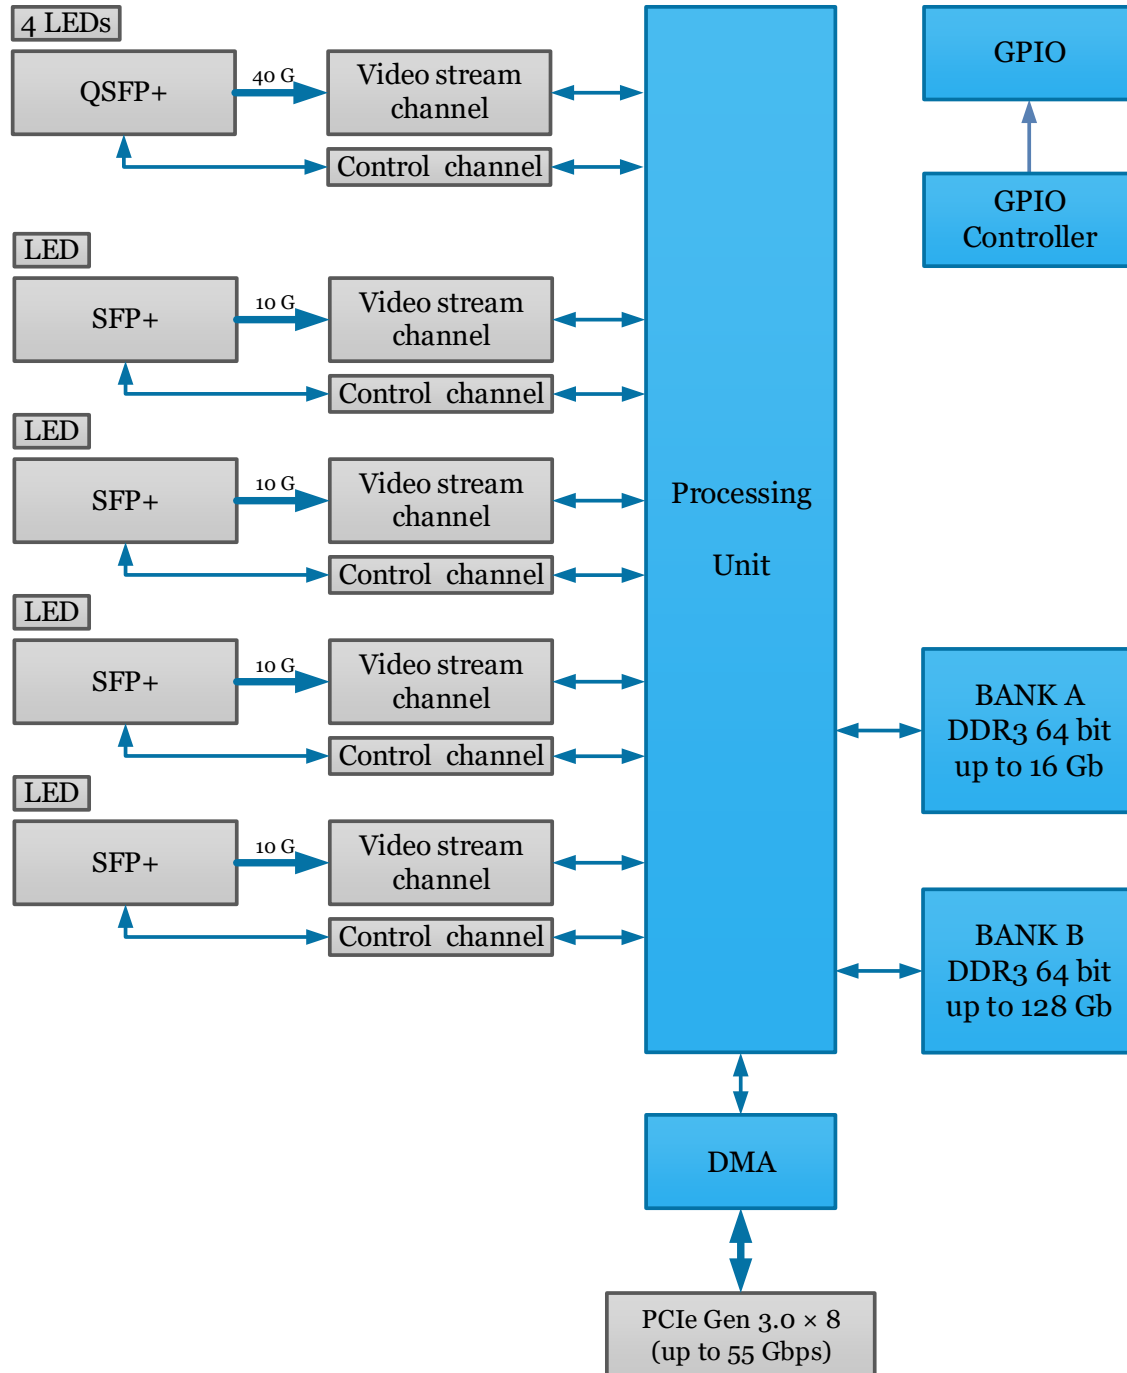 4 LEDs
QSFP+
40 G
Video stream
channel
Control channel
LED
SFP+
10 G
Video stream
channel
Control channel
LED
SFP+
10 G
Video stream
channel
Control channel
LED
SFP+
10 G
Video stream
channel
Control channel
LED
SFP+
10 G
Video stream
channel
Control channel
Processing
Unit
GPIO
GPIO
Controller
BANK A
DDR3 64 bit
up to 16 Gb
BANK B
DDR3 64 bit
up to 128 Gb
DMA
PCIe Gen 3.0 × 8
(up to 55 Gbps)